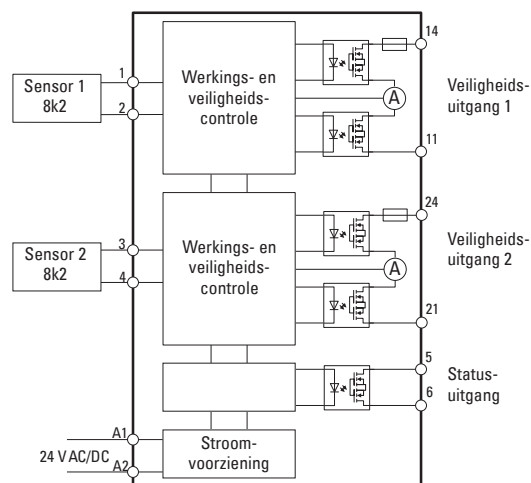 14
Sensor 1
8k2
1
2
Werkings- en
veiligheids-
controle
A
Veiligheids-
uitgang 1
11
24
Sensor 2
8k2
3
4
Werkings- en
veiligheids-
controle
A
Veiligheids-
uitgang 2
21
5
6
Status-
uitgang
A1
24 V AC/DC
A2
Stroom-
voorziening